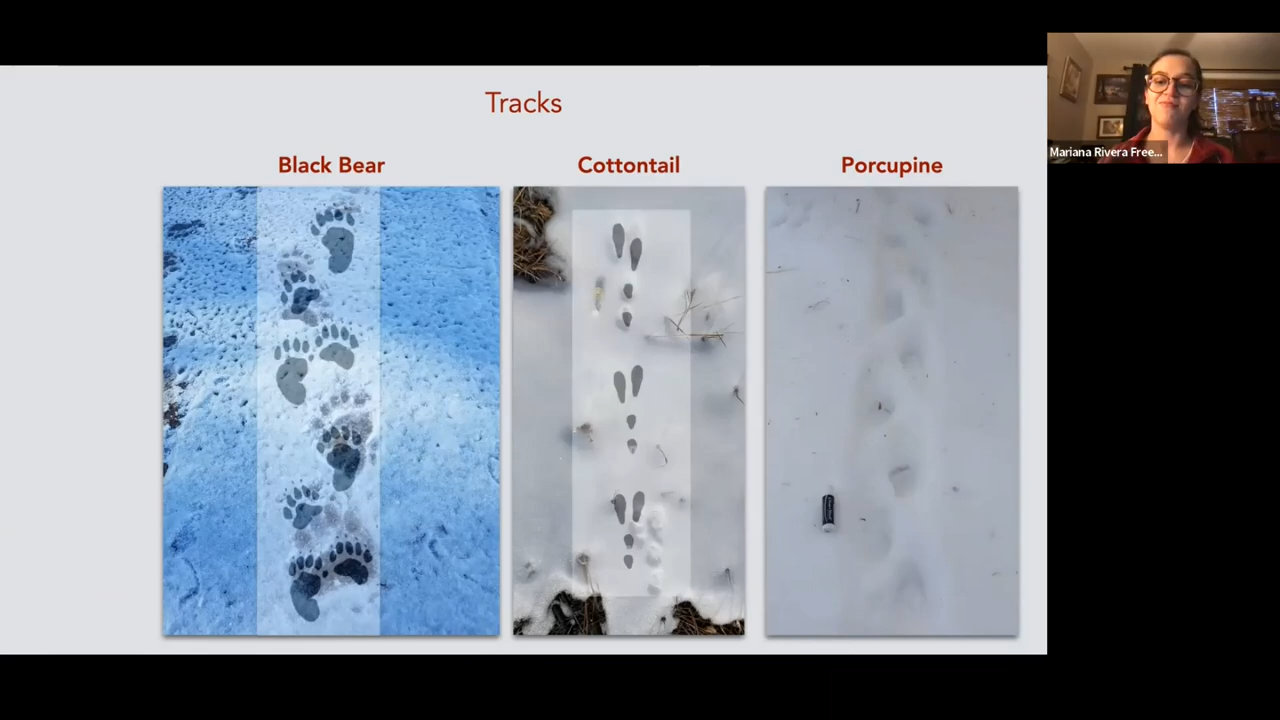 Tracks
Black Bear
Cottontail
Porcupine
Mariana Rivera Free...